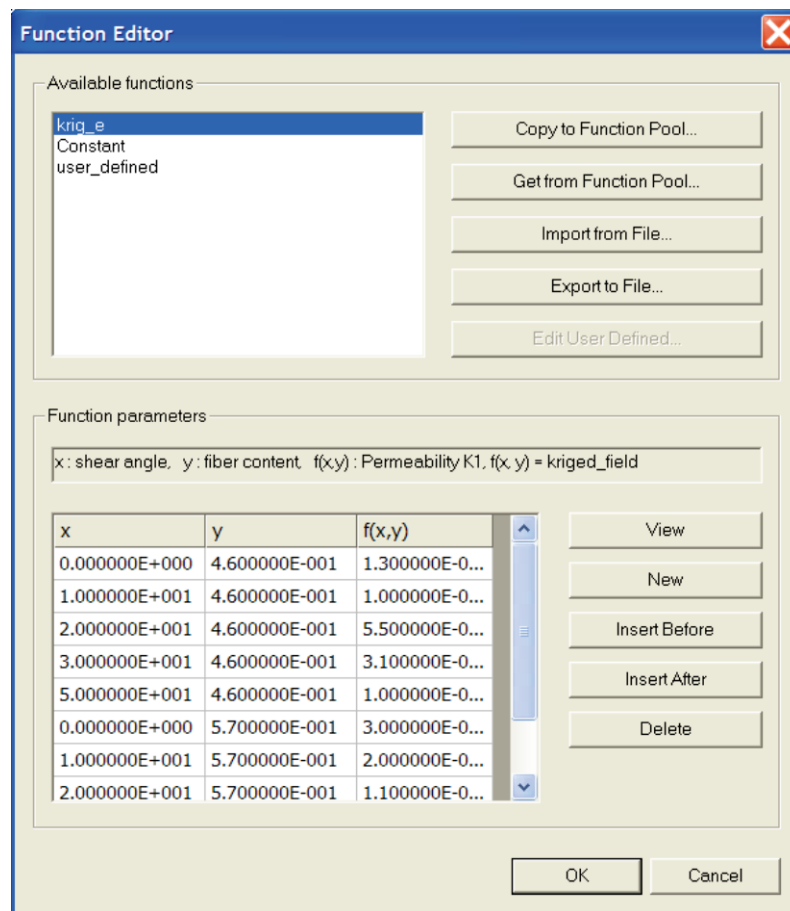 Function Editor
Available functions
krig_e
Constant
user_defined
Copy to Function Pool...
Get from Function Pool...
Import from File...
Export to File...
Edit User Defined...
Function parameters
x : shear angle, y : fiber content, f(x,y) : Permeability K1, f(x, y) = kriged_field
x y f(x,y)
0.000000E+000 4.600000E-001 1.300000E-0...
1.000000E+001 4.600000E-001 1.000000E-0...
2.000000E+001 4.600000E-001 5.500000E-0...
3.000000E+001 4.600000E-001 3.100000E-0...
5.000000E+001 4.600000E-001 1.000000E-0...
0.000000E+000 5.700000E-001 3.000000E-0...
1.000000E+001 5.700000E-001 2.000000E-0...
2.000000E+001 5.700000E-001 1.100000E-0...
View
New
Insert Before
Insert After
Delete
OK Cancel